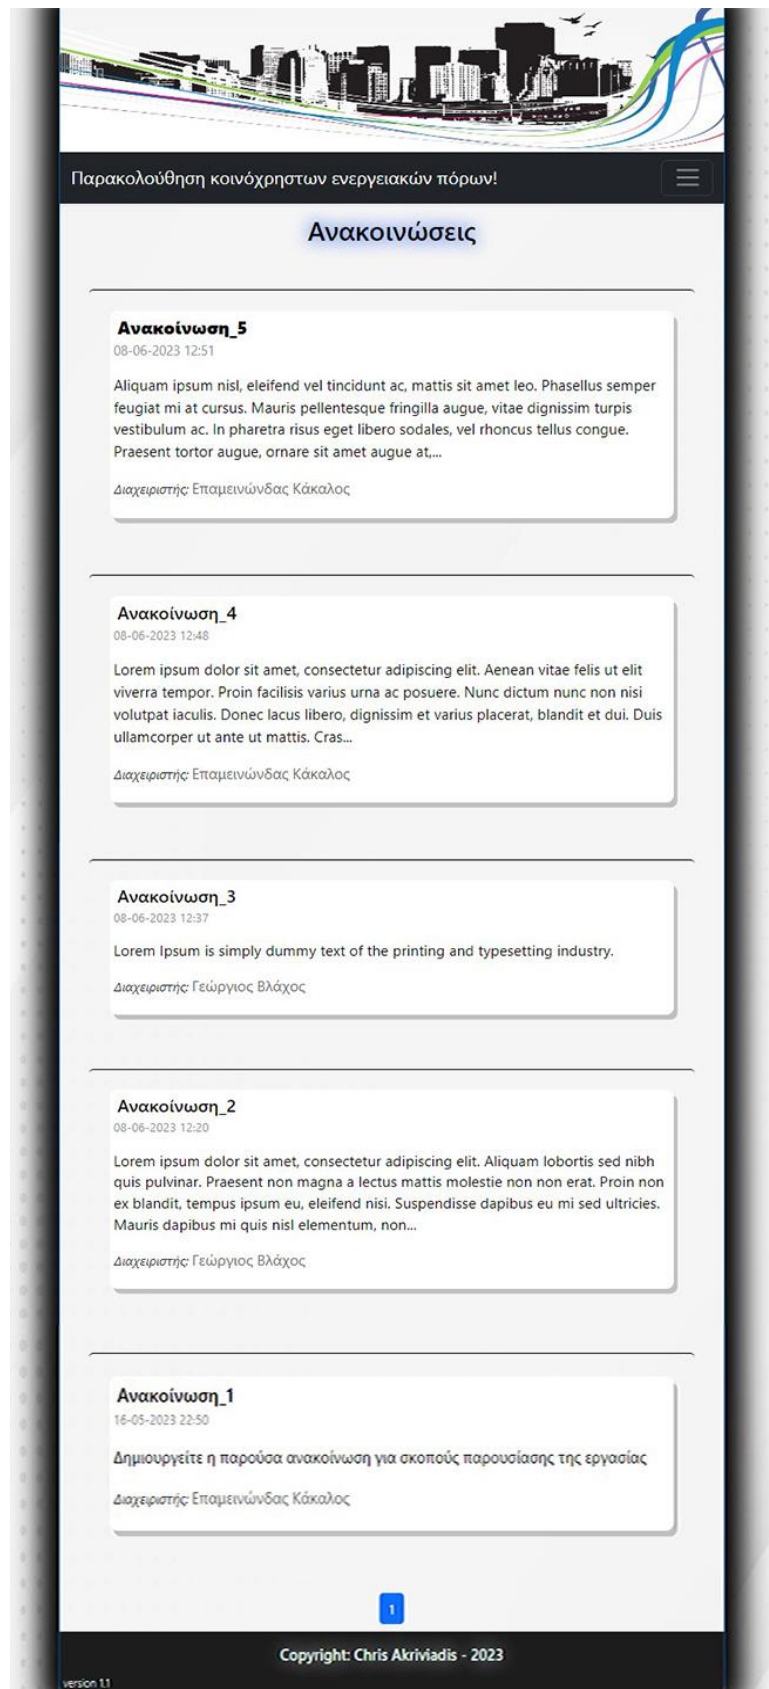 Παρακολούθηση κοινόχρηστων ενεργειακών πόρων!
Ανακοινώσεις
Ανακοίνωση_5
08-06-2023 12:51
Aliquam ipsum nisl, eleifend vel tincidunt ac, mattis sit amet leo. Phasellus semper
feugiat mi at cursus. Mauris pellentesque fringilla augue, vitae dignissim turpis
vestibulum ac. In pharetra risus eget libero sodales, vel rhoncus tellus congue.
Praesent tortor augue, ornare sit amet augue at,...
Διαχειριστής: Επαμεινώνδας Κάκαλος
Ανακοίνωση_4
08-06-2023 12:48
Lorem ipsum dolor sit amet, consectetur adipiscing elit. Aenean vitae felis ut elit
viverra tempor. Proin facilisis varius urna ac posuere. Nunc dictum nunc non nisi
volutpat iaculis. Donec lacus libero, dignissim et varius placerat, blandit et dui. Duis
ullamcorper ut ante ut mattis. Cras...
Διαχειριστής: Επαμεινώνδας Κάκαλος
Ανακοίνωση_3
08-06-2023 12:37
Lorem Ipsum is simply dummy text of the printing and typesetting industry.
Διαχειριστής: Γεώργιος Βλάχος
Ανακοίνωση_2
08-06-2023 12:20
Lorem ipsum dolor sit amet, consectetur adipiscing elit. Aliquam lobortis sed nibh
quis pulvinar. Praesent non magna a lectus mattis molestie non non erat. Proin non
ex blandit, tempus ipsum eu, eleifend nisi. Suspendisse dapibus eu mi sed ultricies.
Mauris dapibus mi quis nisl elementum, non...
Διαχειριστής: Γεώργιος Βλάχος
Ανακοίνωση_1
16-05-2023 22:50
Δημιουργείτε η παρούσα ανακοίνωση για σκοπούς παρουσίασης της εργασίας
Διαχειριστής: Επαμεινώνδας Κάκαλος
1
Copyright: Chris Akriviadis - 2023
version 1.1